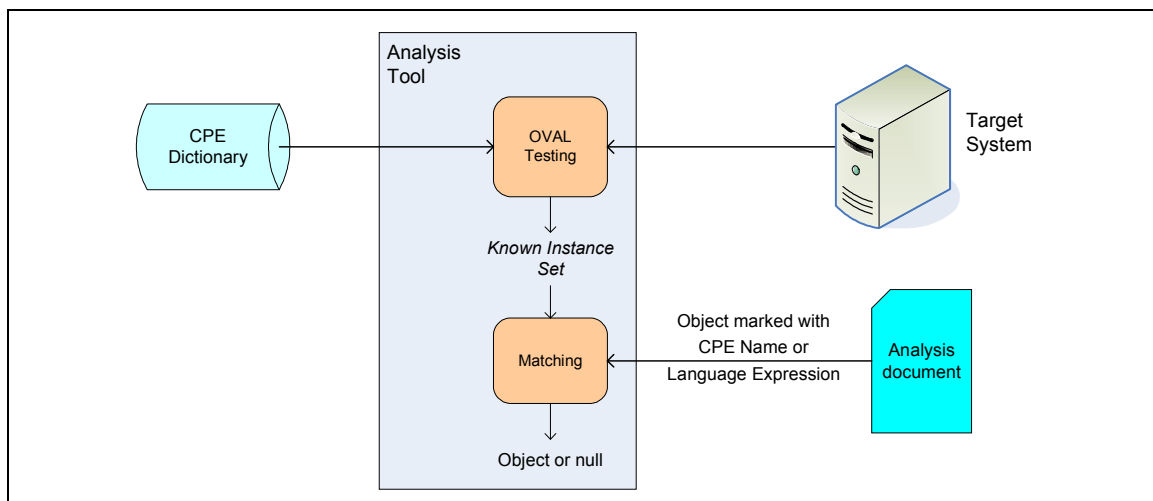 Analysis
Tool
CPE
Dictionary
OVAL
Testing
Target
System
Known Instance
Set
Object marked with
CPE Name or
Language Expression
Matching
Analysis
document
Object or null